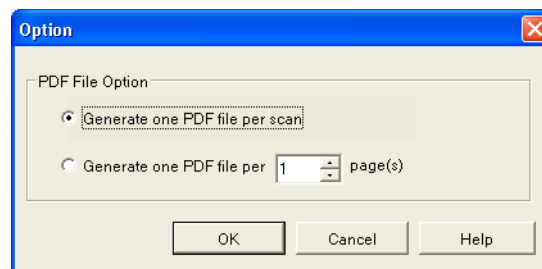 Option
PDF File Option
Generate one PDF file per scan
Generate one PDF file per 1 page(s)
OK Cancel Help